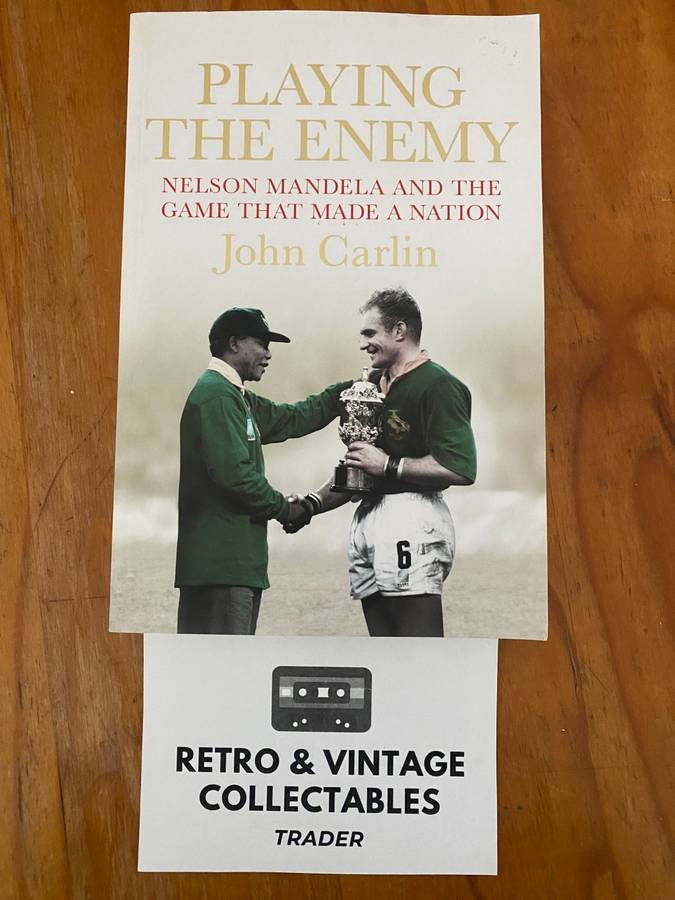 PLAYING
THE ENEMY
NELSON MANDELA AND THE
GAME THAT MADE A NATION
John Carlin
6
RETRO & VINTAGE
COLLECTABLES
TRADER